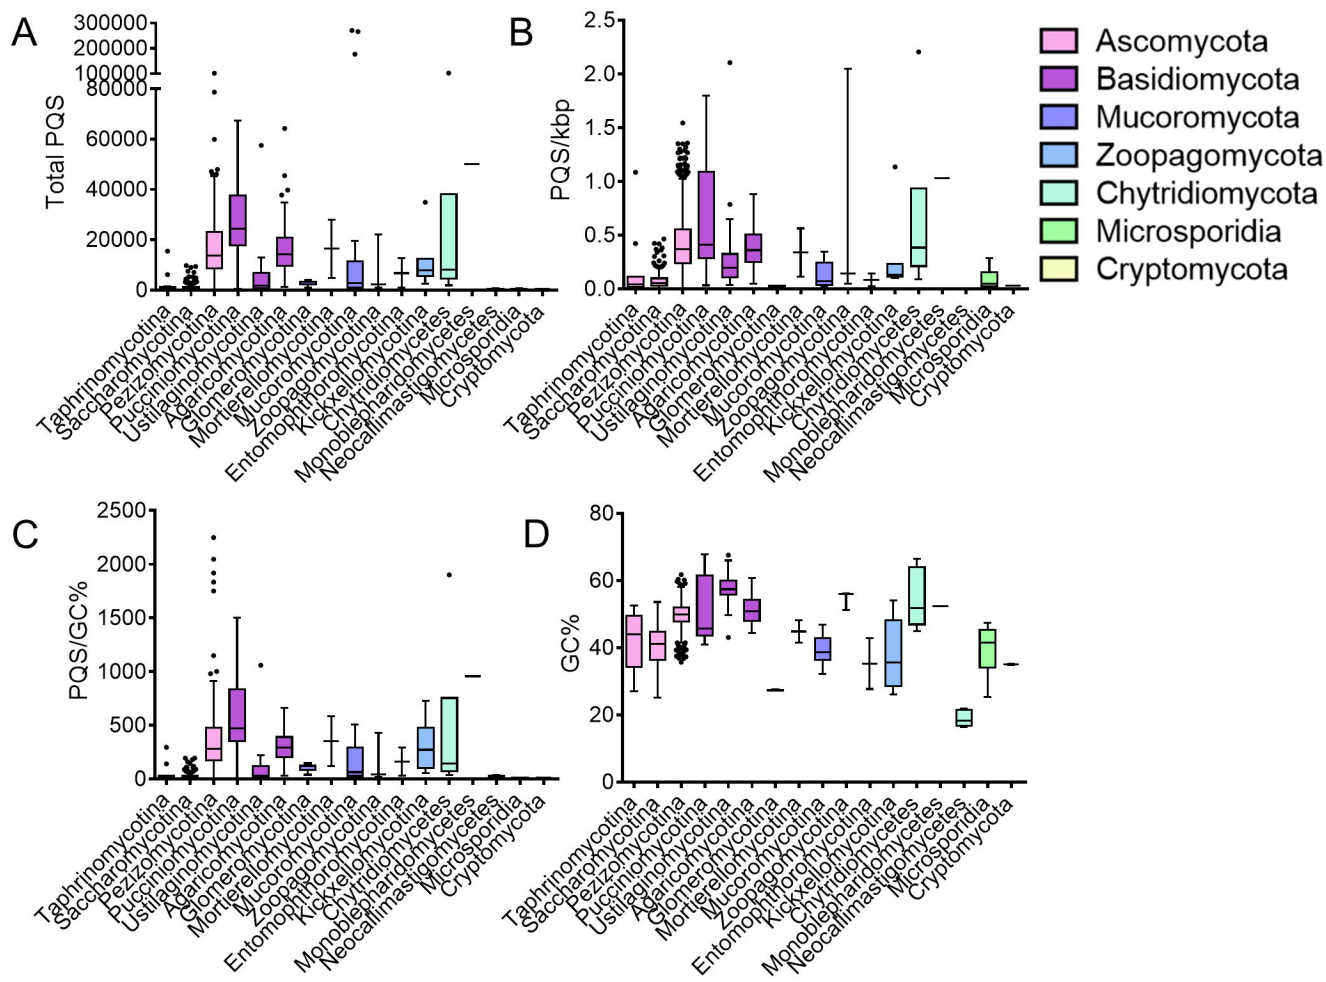 A
Total PQS
300000
200000
100000
80000
60000
40000
20000
0
Taphrinomycotina
Saccharomycotina
Pezizomycotina
Pucciniomycotina
Ustilaginomycotina
Agaricomycotina
Glomeromycotina
Mortierellomycotina
Mucoromycotina
Zoopagomycotina
Entomophthoromycotina
Kickxellomycotina
Chytridiomycetes
Monoblepharidomycetes
Neocallimastigomycetes
Microsporidia
Cryptomycota
B
PQS/kbp
2.5
2.0
1.5
1.0
0.5
0.0
Taphrinomycotina
Saccharomycotina
Pezizomycotina
Pucciniomycotina
Ustilaginomycotina
Agaricomycotina
Glomeromycotina
Mortierellomycotina
Mucoromycotina
Zoopagomycotina
Entomophthoromycotina
Kickxellomycotina
Chytridiomycetes
Monoblepharidomycetes
Neocallimastigomycetes
Microsporidia
Cryptomycota
Ascomycota
Basidiomycota
Mucoromycota
Zoopagomycota
Chytridiomycota
Microsporidia
Cryptomycota
C
PQS/GC%
2500
2000
1500
1000
500
0
Taphrinomycotina
Saccharomycotina
Pezizomycotina
Pucciniomycotina
Ustilaginomycotina
Agaricomycotina
Glomeromycotina
Mortierellomycotina
Mucoromycotina
Zoopagomycotina
Entomophthoromycotina
Kickxellomycotina
Chytridiomycetes
Monoblepharidomycetes
Neocallimastigomycetes
Microsporidia
Cryptomycota
D
GC%
80
60
40
20
0
Taphrinomycotina
Saccharomycotina
Pezizomycotina
Pucciniomycotina
Ustilaginomycotina
Agaricomycotina
Glomeromycotina
Mortierellomycotina
Mucoromycotina
Zoopagomycotina
Entomophthoromycotina
Kickxellomycotina
Chytridiomycetes
Monoblepharidomycetes
Neocallimastigomycetes
Microsporidia
Cryptomycota